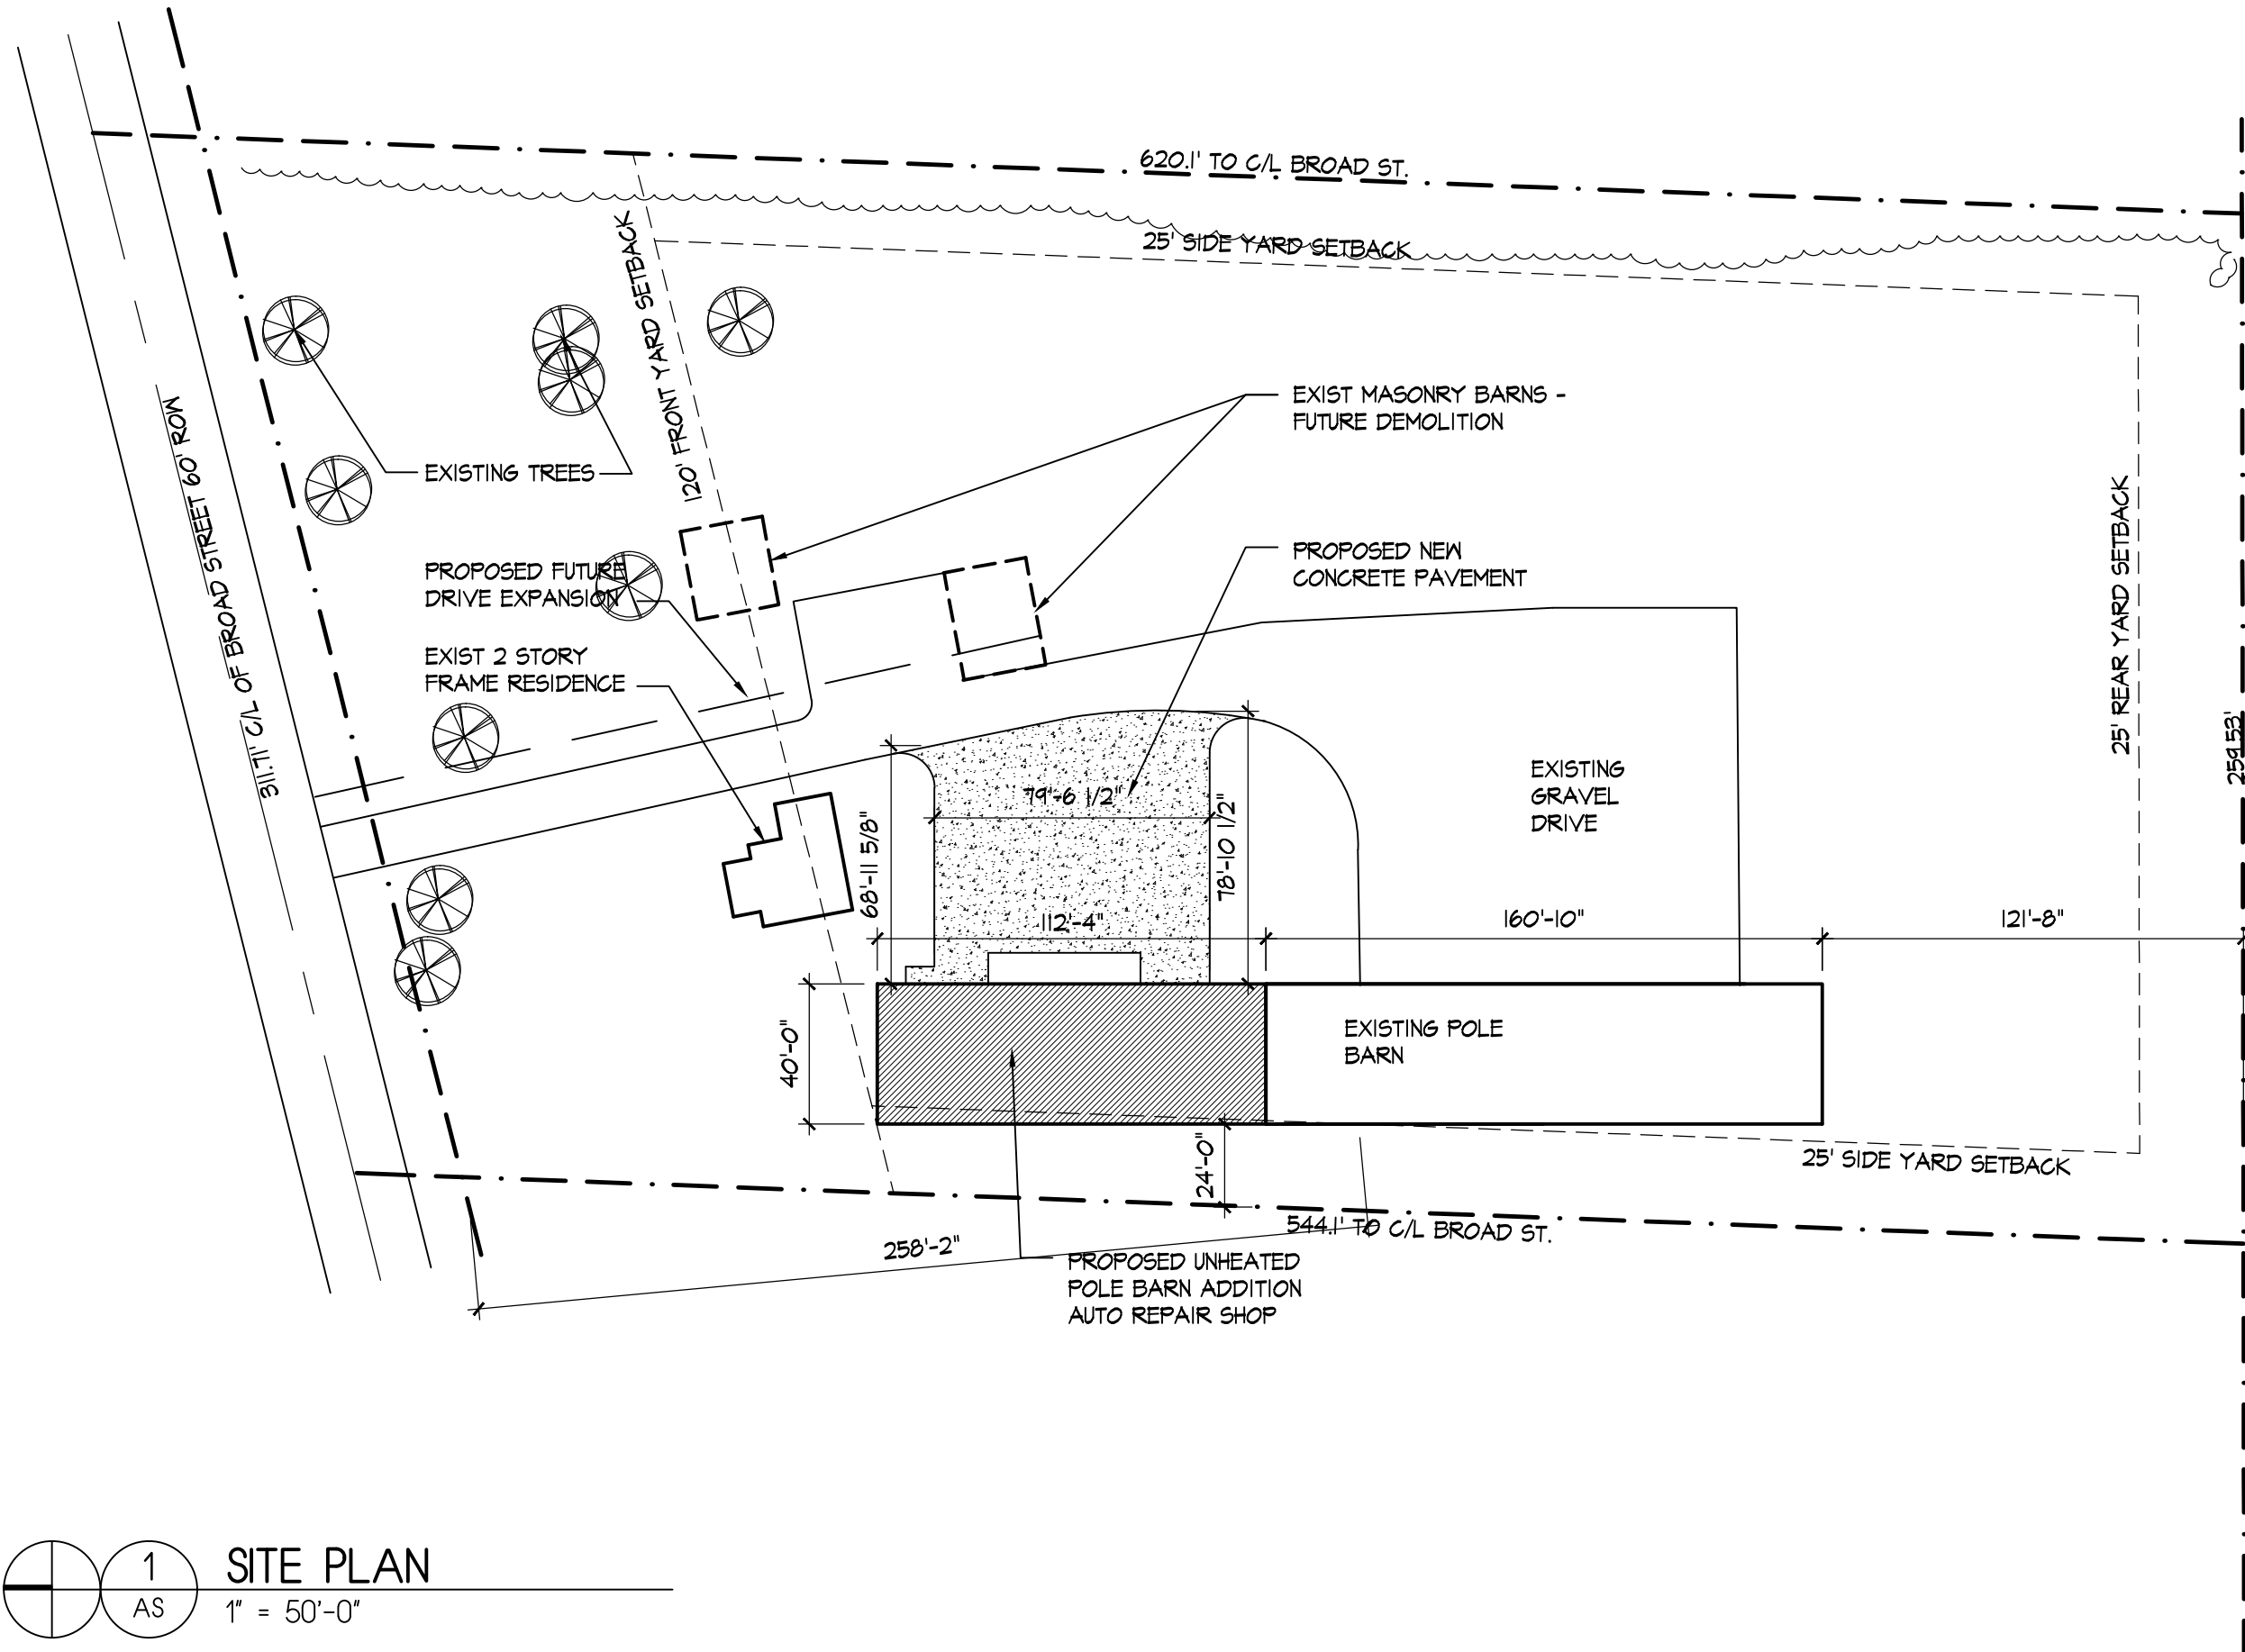 620.1' TO C/L BROAD ST.
25' SIDE YARD SETBACK
120' FRONT YARD SETBACK
EXIST MASONRY BARNS -
FUTURE DEMOLITION
EXISTING TREES
311.71' C/L OF BROAD STREET 60' ROW
PROPOSED NEW
CONCRETE PAVEMENT
PROPOSED FUTURE
DRIVE EXPANSION
EXIST 2 STORY
FRAME RESIDENCE
25' REAR YARD SETBACK
259.53'
EXISTING
GRAVEL
DRIVE
79'-6 1/2"
68'-11 5/8"
78'-10 1/2"
112'-4"
160'-10"
121'-8"
40'-0"
EXISTING POLE
BARN
24'-0"
25' SIDE YARD SETBACK
544.1' TO C/L BROAD ST.
258'-2"
PROPOSED UNHEATED
POLE BARN ADDITION
AUTO REPAIR SHOP
1
AS
SITE PLAN
1" = 50'-0"